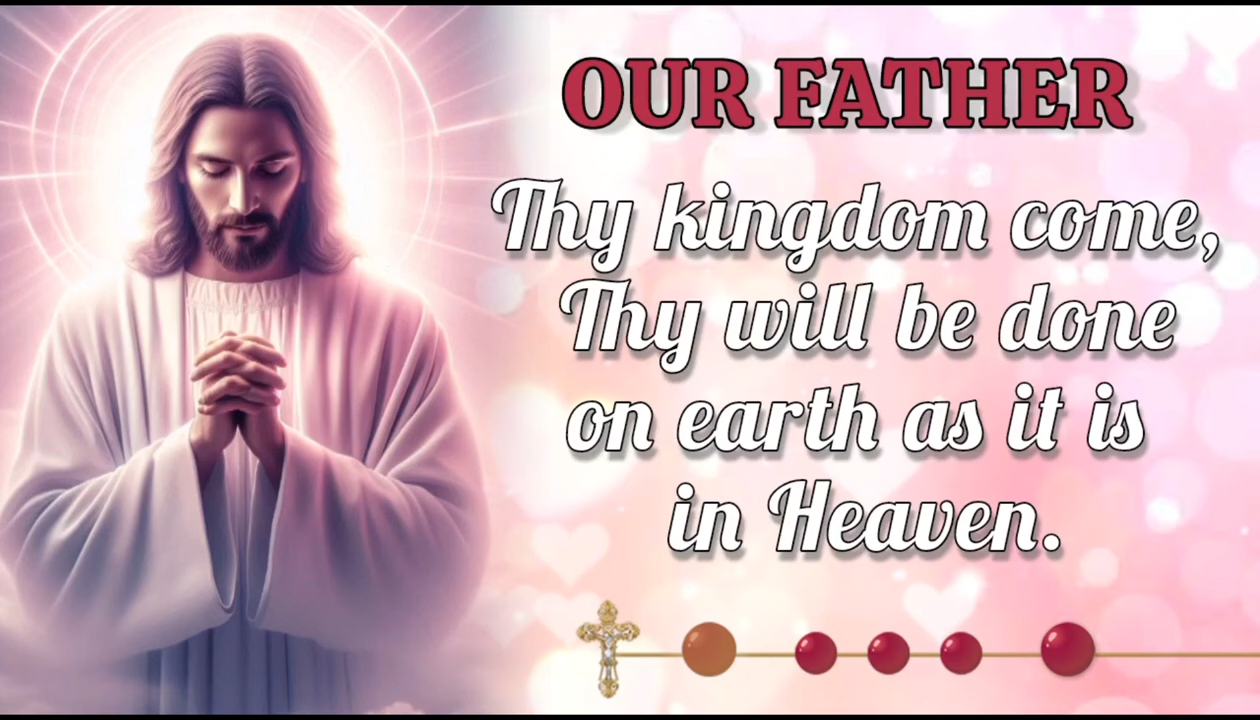 OUR FATHER
Thy kingdom come,
Thy will be done
on earth as it is
in Heaven.